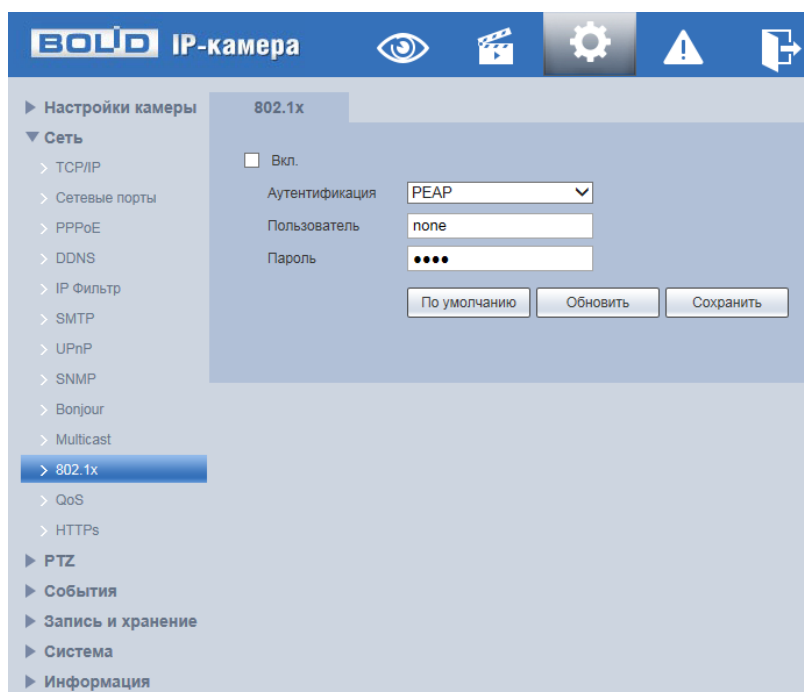 BOLID IP-камера
Настройки камеры
Сеть
TCP/IP
Сетевые порты
PPPoE
DDNS
IP Фильтр
SMTP
UPnP
SNMP
Bonjour
Multicast
802.1x
QoS
HTTPs
PTZ
События
Запись и хранение
Система
Информация
802.1x
Вкл.
Аутентификация PEAP
Пользователь none
Пароль ••••
По умолчанию Обновить Сохранить